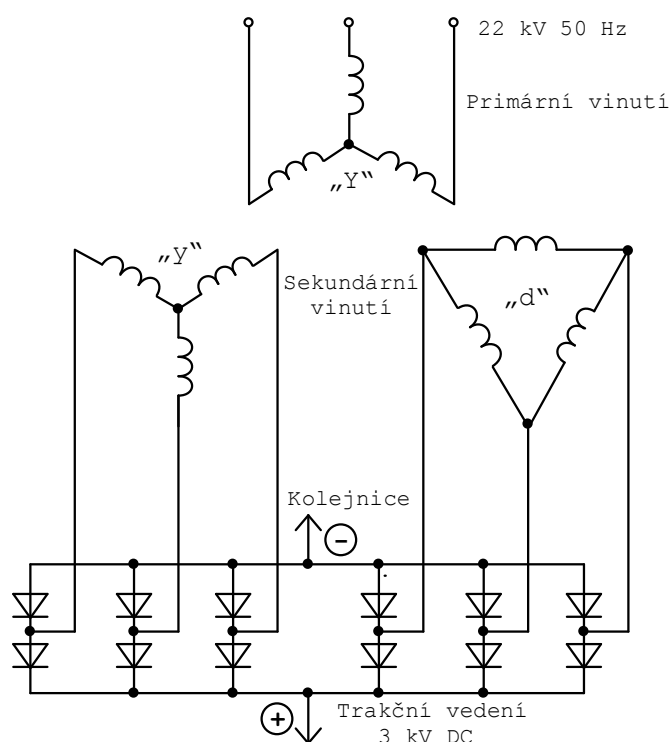 22 kV 50 Hz
Primární vinutí
„Y“
„y“
Sekundární
vinutí
„d“
Kolejnice
-
+
Trakční vedení
3 kV DC